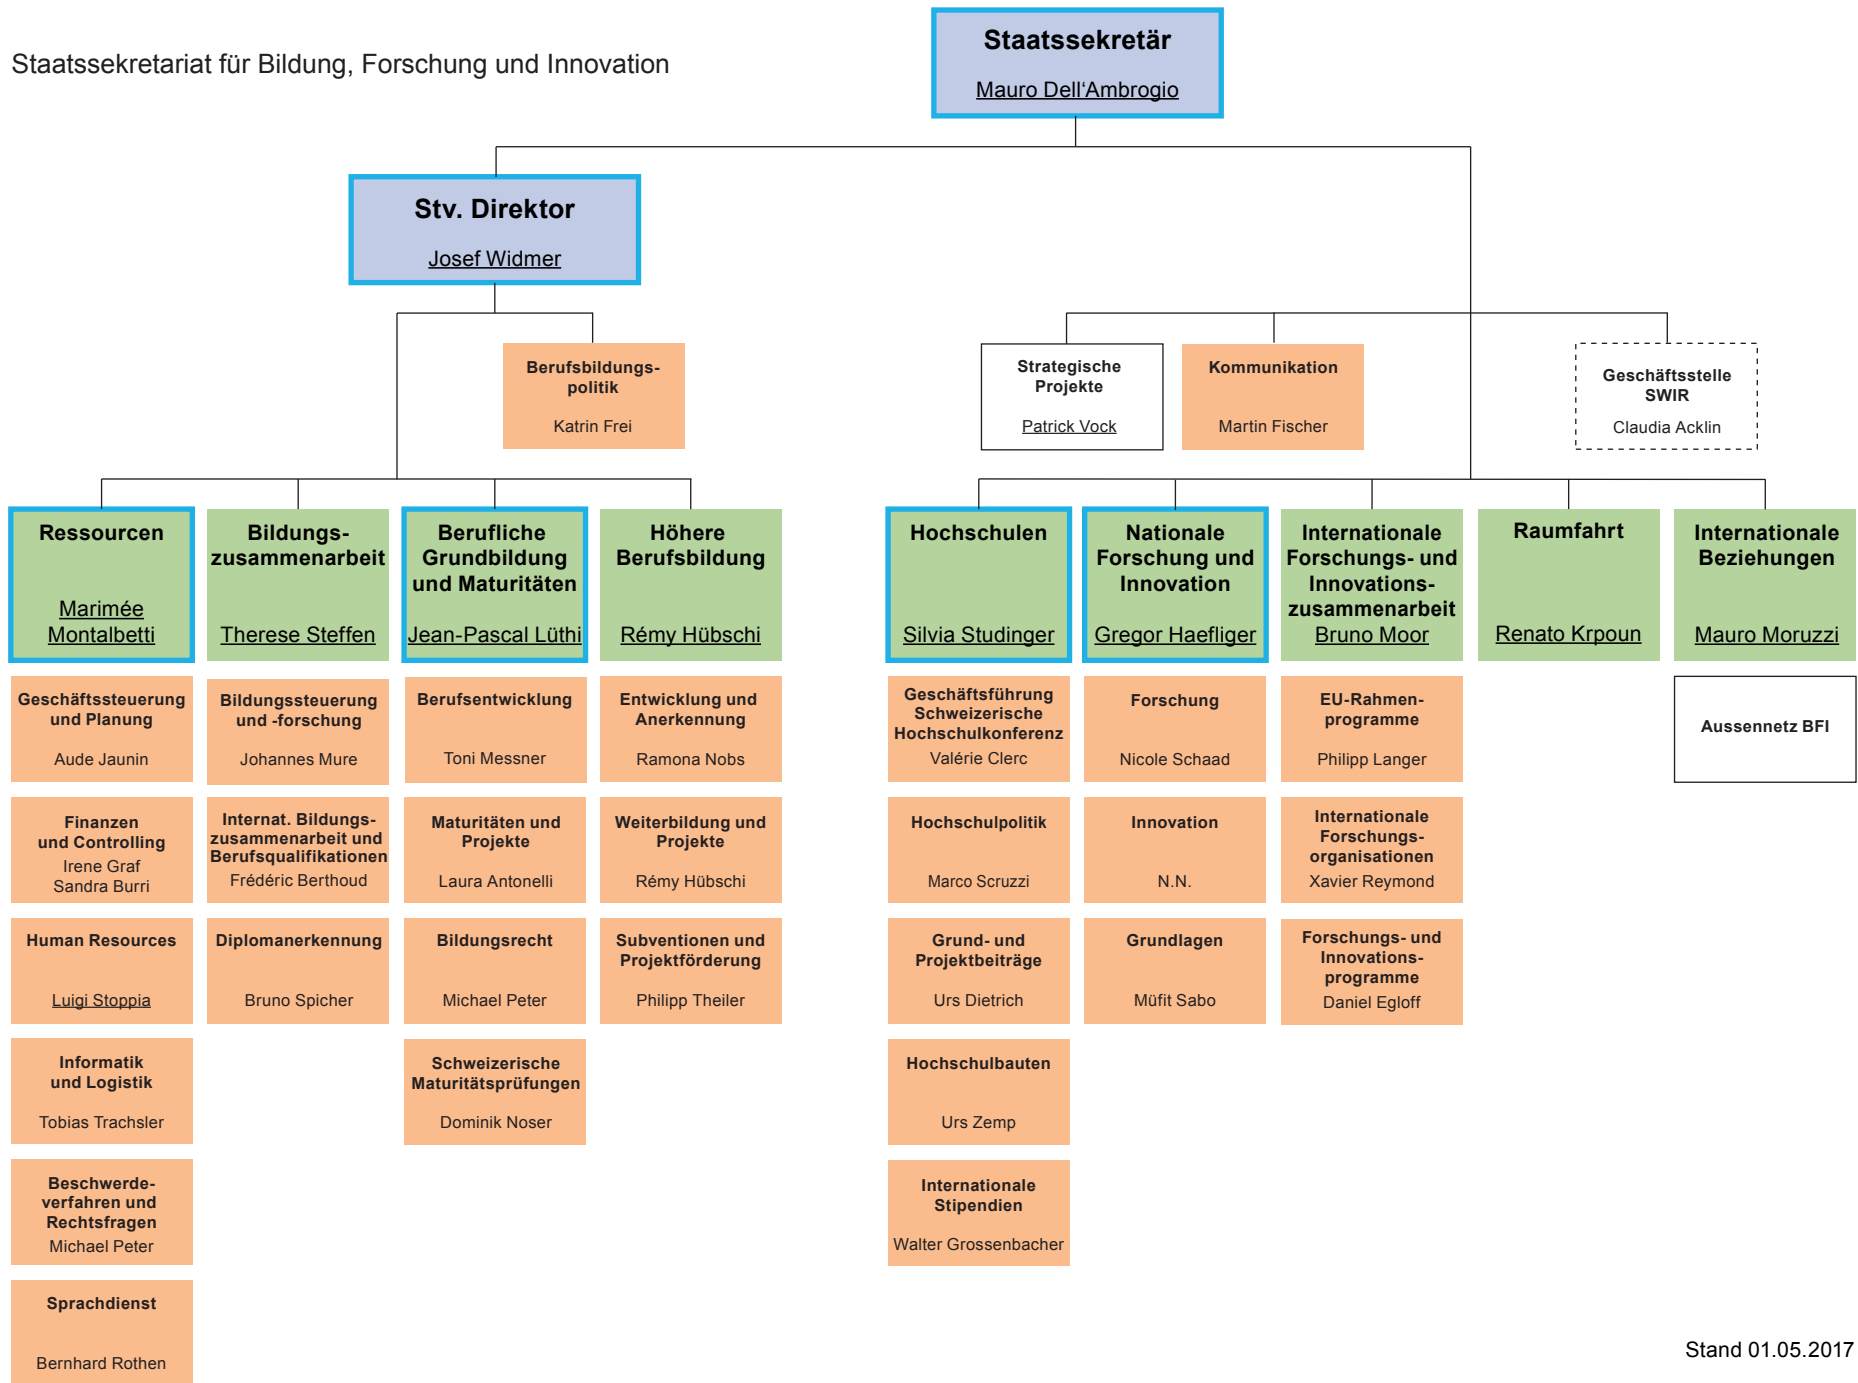 Staatssekretariat für Bildung, Forschung und Innovation
Staatssekretär
Mauro Dell‘Ambrogio
Stv. Direktor
Josef Widmer
Berufsbildungs-
politik
Katrin Frei
Strategische
Projekte
Patrick Vock
Kommunikation
Martin Fischer
Geschäftsstelle
SWIR
Claudia Acklin
Ressourcen
Marimée
Montalbetti
Bildungs-
zusammenarbeit
Therese Steffen
Berufliche
Grundbildung
und Maturitäten
Jean-Pascal Lüthi
Höhere
Berufsbildung
Rémy Hübschi
Hochschulen
Silvia Studinger
Nationale
Forschung und
Innovation
Gregor Haefliger
Internationale
Forschungs- und
Innovations-
zusammenarbeit
Bruno Moor
Raumfahrt
Renato Krpoun
Internationale
Beziehungen
Mauro Moruzzi
Geschäftssteuerung
und Planung
Aude Jaunin
Bildungssteuerung
und -forschung
Johannes Mure
Berufsentwicklung
Toni Messner
Entwicklung und
Anerkennung
Ramona Nobs
Geschäftsführung
Schweizerische
Hochschulkonferenz
Valérie Clerc
Forschung
Nicole Schaad
EU-Rahmen-
programme
Philipp Langer
Aussennetz BFI
Finanzen
und Controlling
Irene Graf
Sandra Burri
Internat. Bildungs-
zusammenarbeit und
Berufsqualifikationen
Frédéric Berthoud
Maturitäten und
Projekte
Laura Antonelli
Weiterbildung und
Projekte
Rémy Hübschi
Hochschulpolitik
Marco Scruzzi
Innovation
N.N.
Internationale
Forschungs-
organisationen
Xavier Reymond
Human Resources
Luigi Stoppia
Diplomanerkennung
Bruno Spicher
Bildungsrecht
Michael Peter
Subventionen und
Projektförderung
Philipp Theiler
Grund- und
Projektbeiträge
Urs Dietrich
Grundlagen
Müfit Sabo
Forschungs- und
Innovations-
programme
Daniel Egloff
Informatik
und Logistik
Tobias Trachsler
Schweizerische
Maturitätsprüfungen
Dominik Noser
Hochschulbauten
Urs Zemp
Beschwerde-
verfahren und
Rechtsfragen
Michael Peter
Internationale
Stipendien
Walter Grossenbacher
Sprachdienst
Bernhard Rothen
Stand 01.05.2017